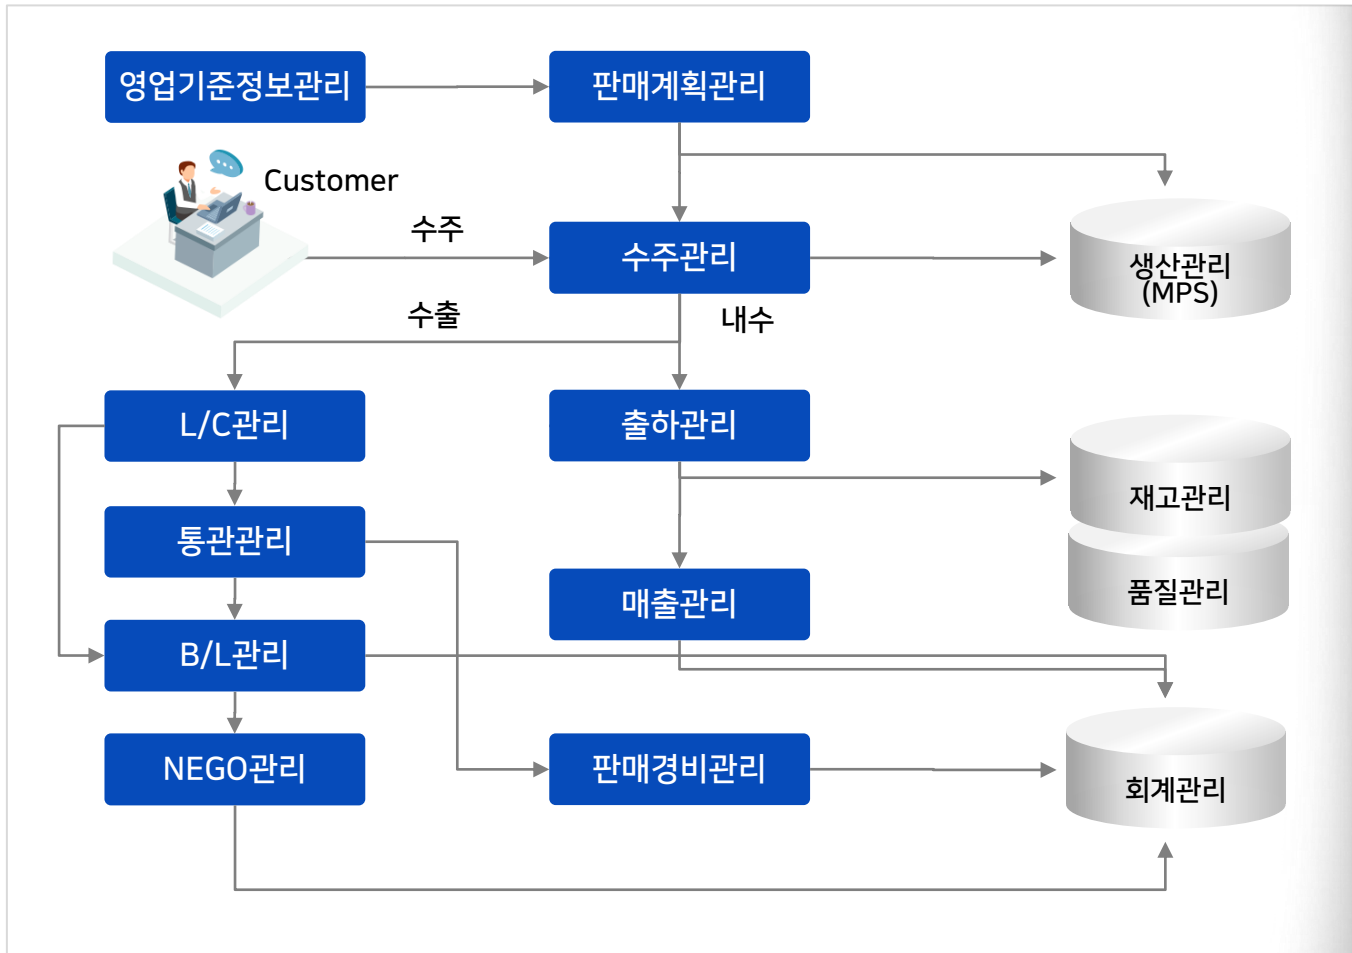 영업기준정보관리
판매계획관리
Customer
수주
수주관리
생산관리
(MPS)
수출
내수
L/C관리
출하관리
재고관리
통관관리
매출관리
품질관리
B/L관리
NEGO관리
판매경비관리
회계관리